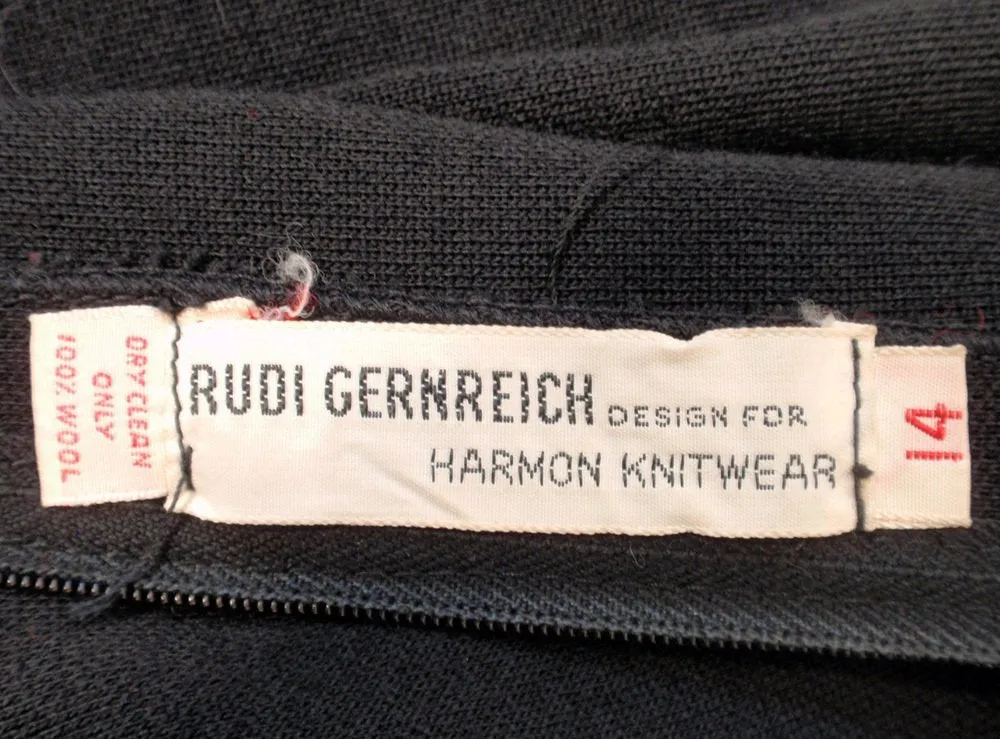 DRY CLEAN
ONLY
100% WOOL
RUDI GERNREICH DESIGN FOR
HARMON KNITWEAR
14